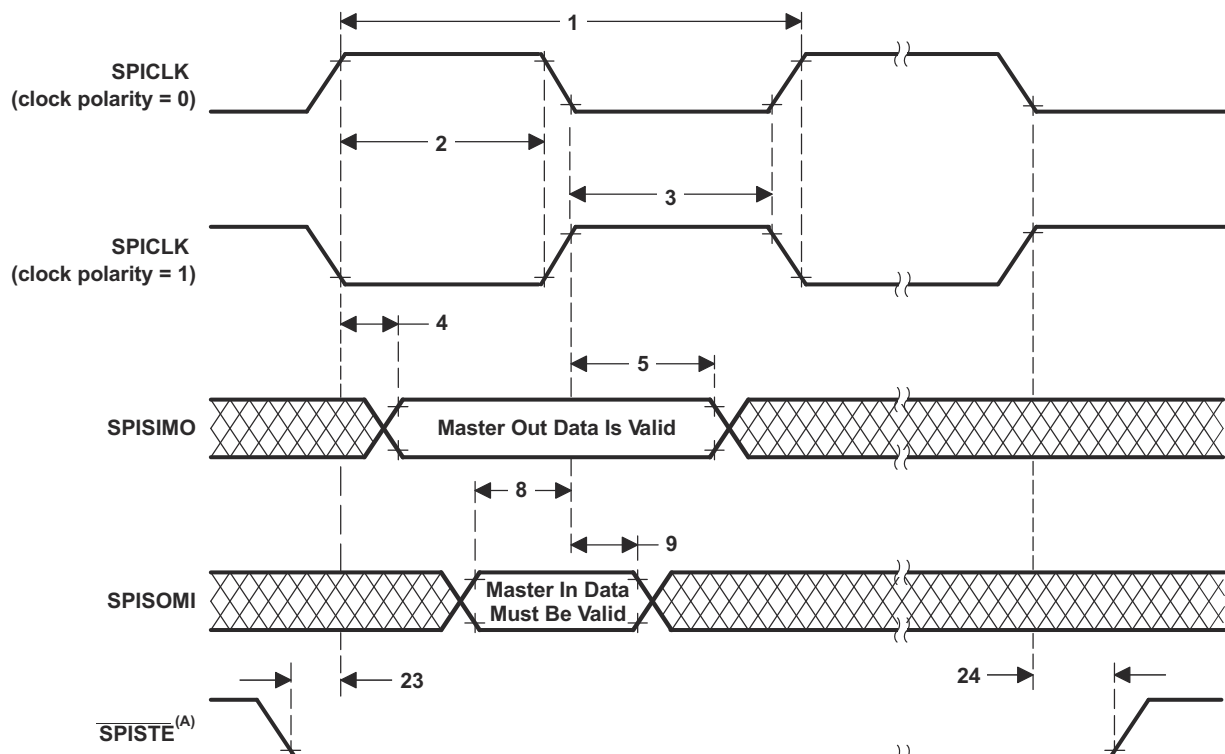 1
SPICLK
(clock polarity = 0)
2
3
SPICLK
(clock polarity = 1)
4
5
SPISIMO
Master Out Data Is Valid
8
9
SPISOMI
Master In Data
Must Be Valid
23
24
SPISTE(A)